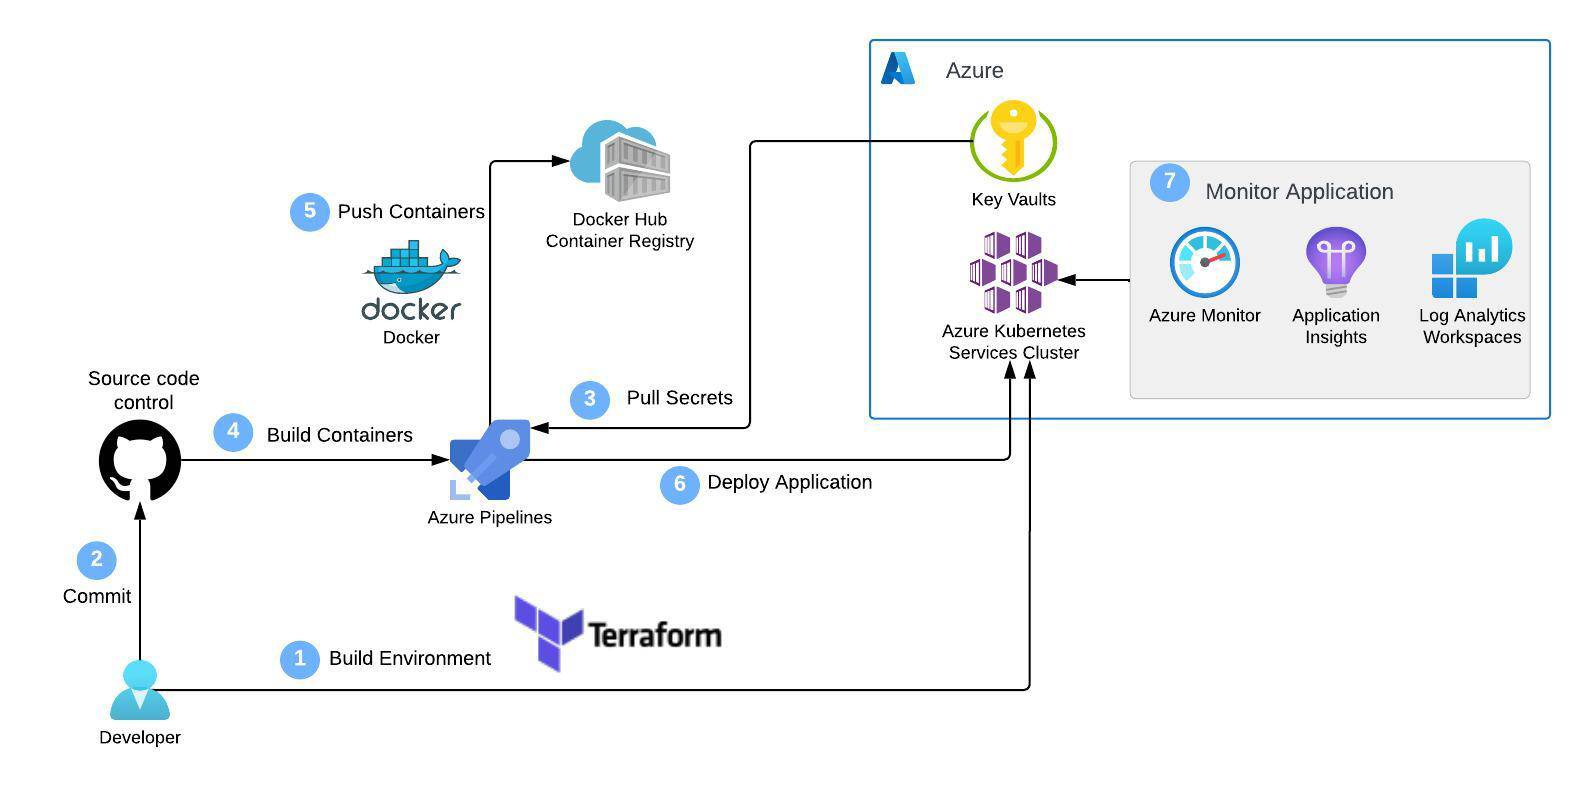 Azure
Key Vaults
7
Monitor Application
Azure Monitor
Application
Insights
Log Analytics
Workspaces
Azure Kubernetes
Services Cluster
Docker Hub
Container Registry
5
Push Containers
docker
Docker
3
Pull Secrets
Source code
control
4
Build Containers
Azure Pipelines
6
Deploy Application
2
Commit
1
Build Environment
Terraform
Developer